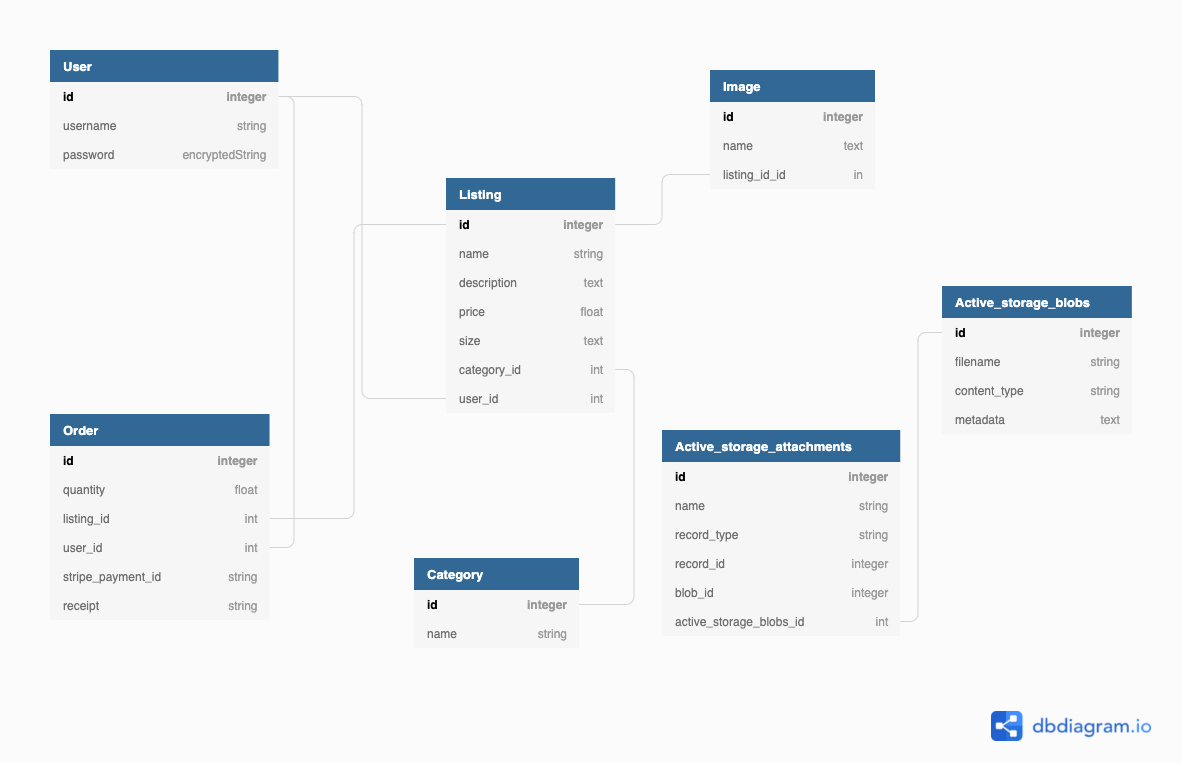 User
id integer
username string
password encryptedString
Image
id integer
name text
listing_id_id in
Listing
id integer
name string
description text
price float
size text
category_id int
user_id int
Active_storage_blobs
id integer
filename string
content_type string
metadata text
Order
id integer
quantity float
listing_id int
user_id int
stripe_payment_id string
receipt string
Active_storage_attachments
id integer
name string
record_type string
record_id integer
blob_id integer
active_storage_blobs_id int
Category
id integer
name string
dbdiagram.io